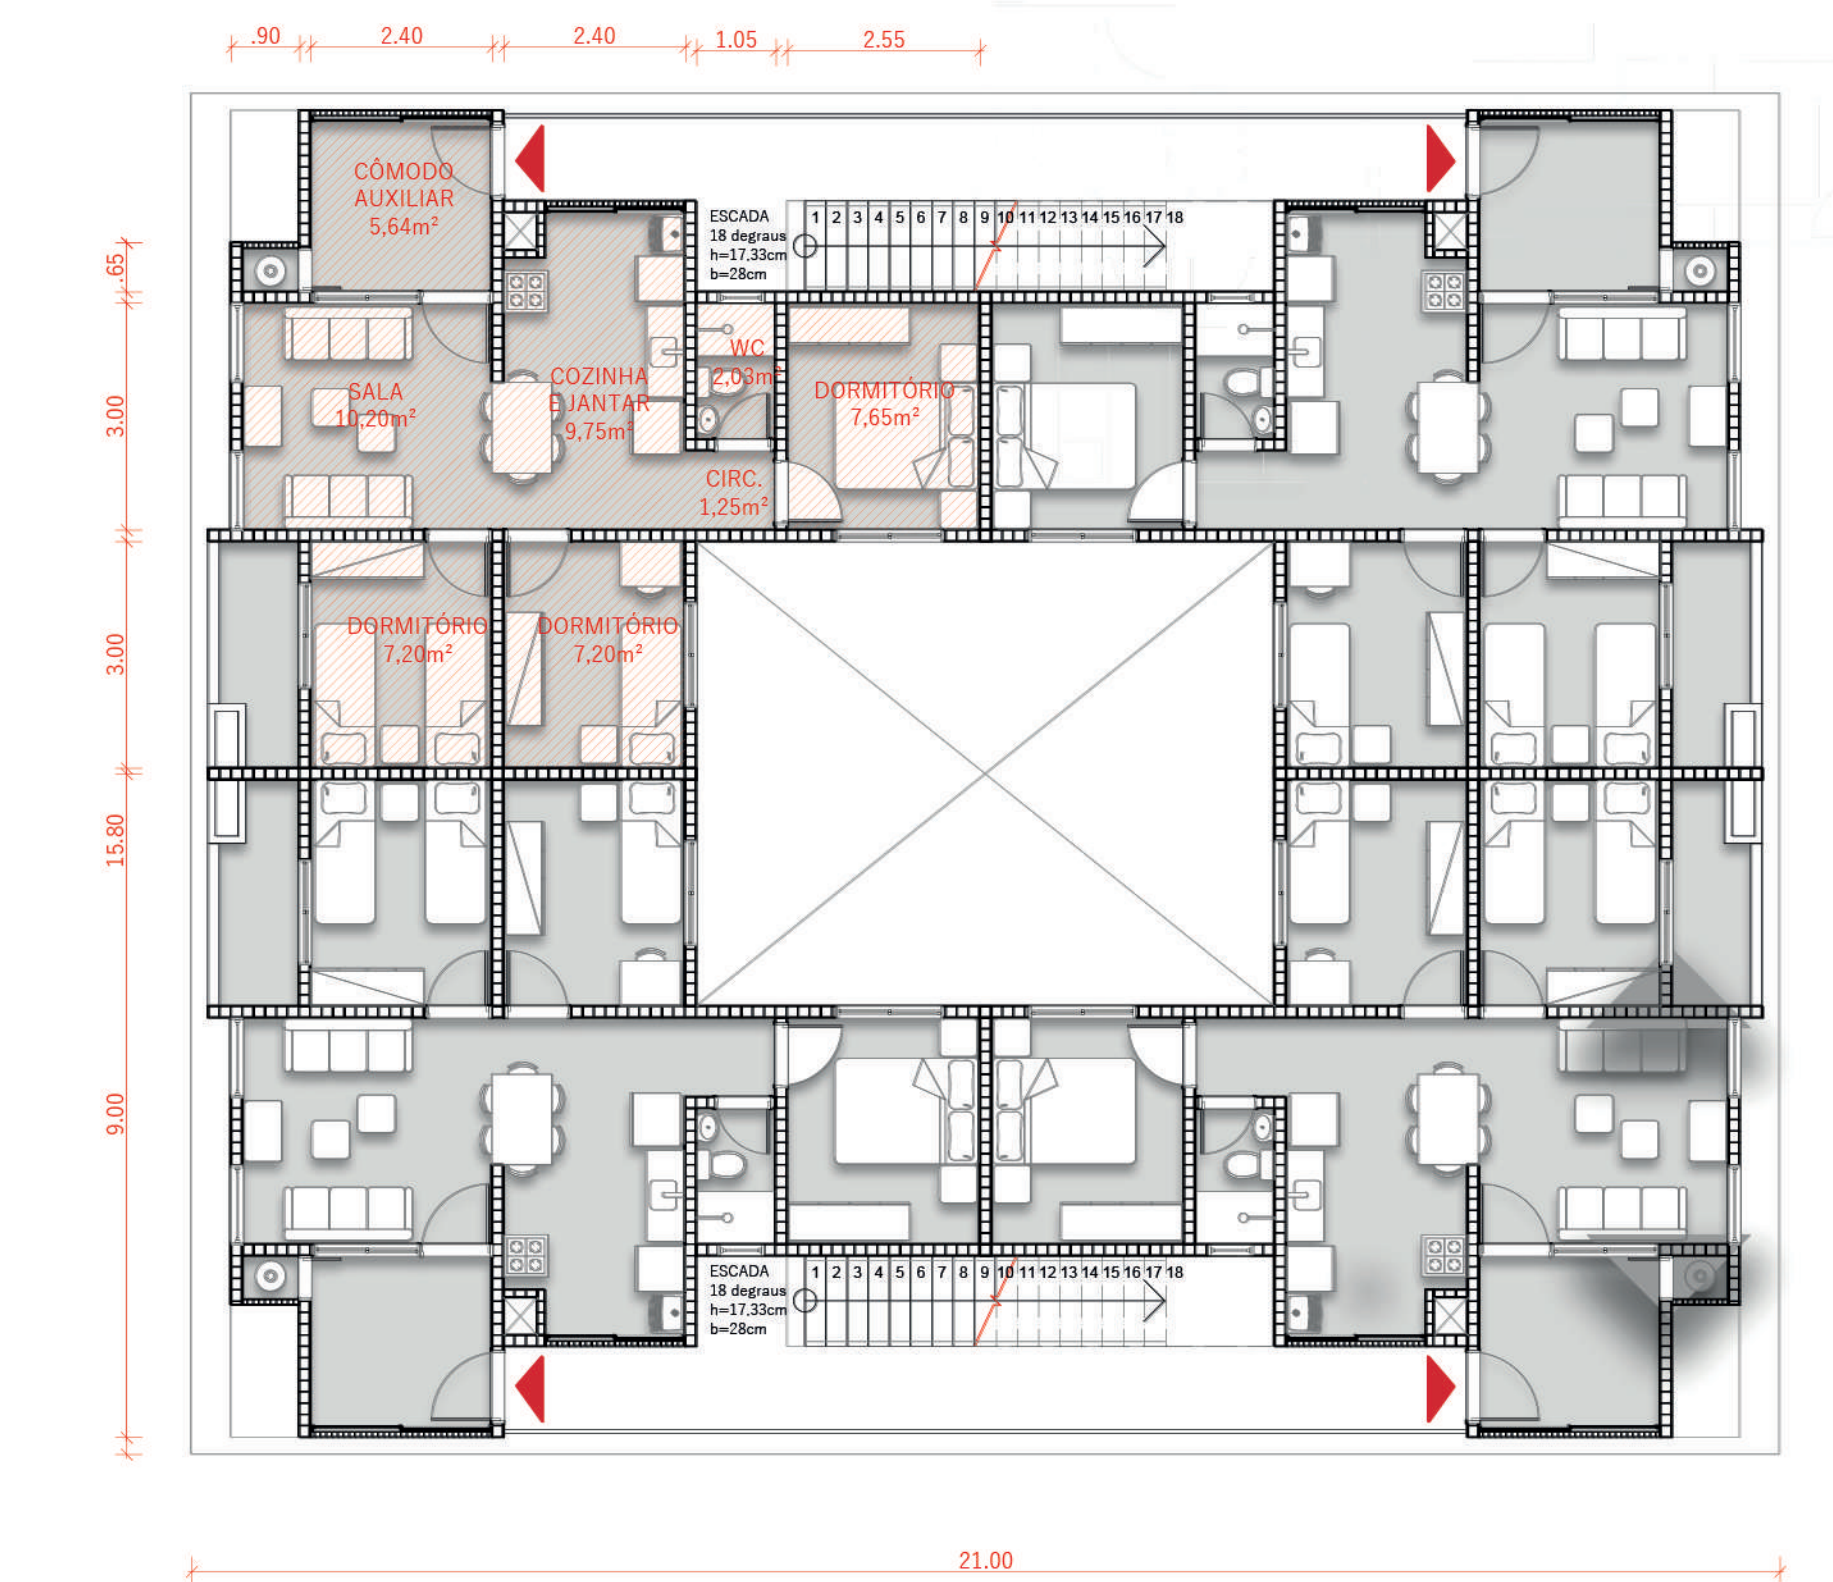 .90
2.40
2.40
1.05
2.55
CÔMODO
AUXILIAR
5,64m²
ESCADA
18 degraus
h=17,33cm
b=28cm
1 2 3 4 5 6 7 8 9 10 11 12 13 14 15 16 17 18
.65
3.00
SALA
10,20m²
COZINHA
E JANTAR
9,75m²
WC
2,03m²
DORMITÓRIO
7,65m²
CIRC.
1,25m²
3.00
DORMITÓRIO
7,20m²
DORMITÓRIO
7,20m²
15.80
9.00
ESCADA
18 degraus
h=17,33cm
b=28cm
1 2 3 4 5 6 7 8 9 10 11 12 13 14 15 16 17 18
21.00